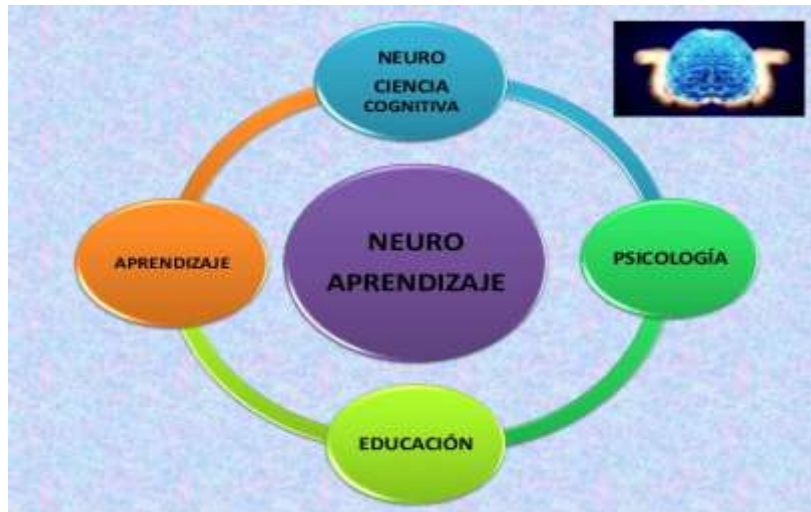 NEURO
CIENCIA
COGNITIVA
APRENDIZAJE
NEURO
APRENDIZAJE
PSICOLOGÍA
EDUCACIÓN